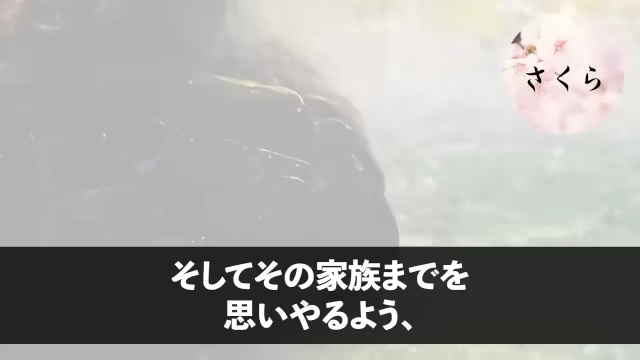 さくら
そしてその家族までを
思いやるよう、